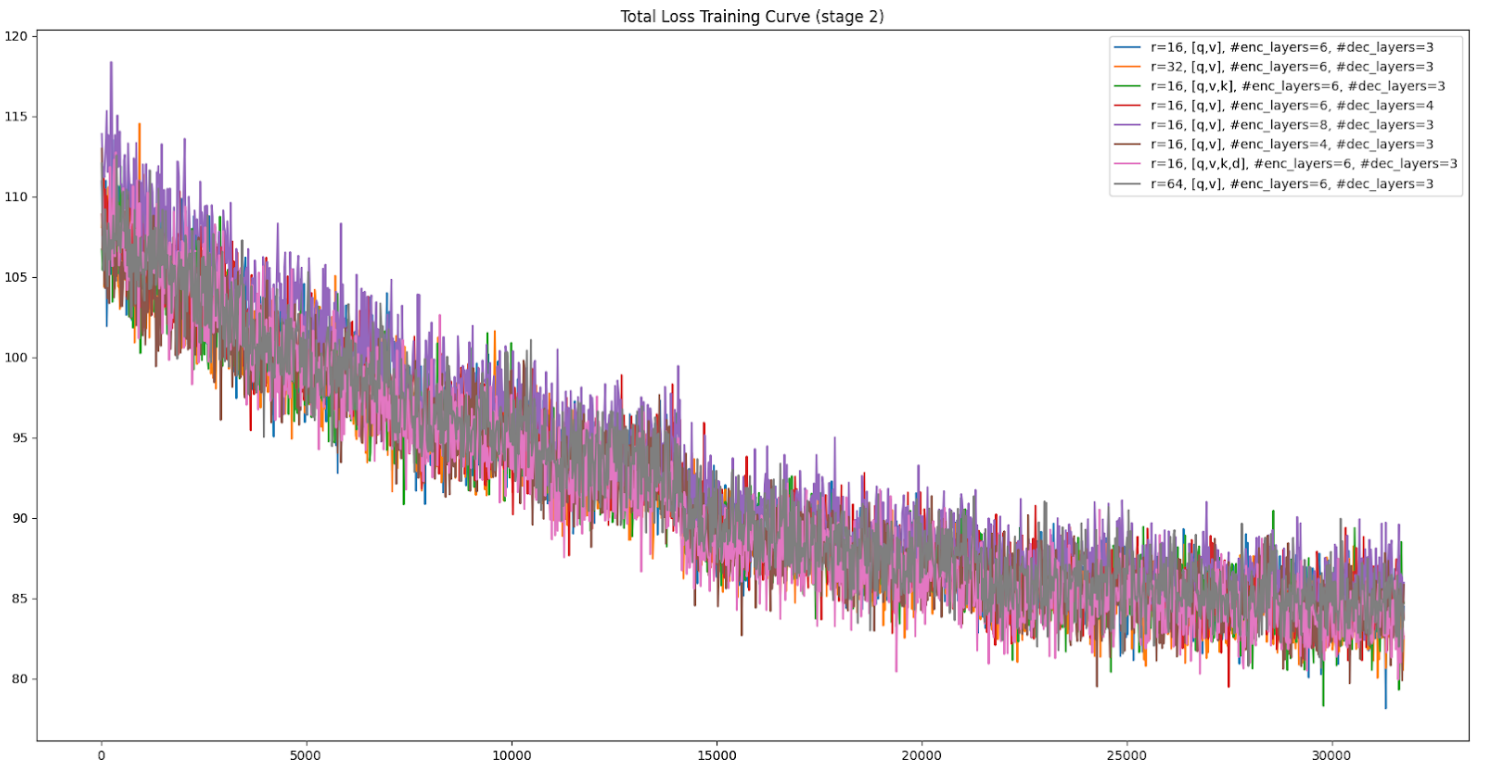 Total Loss Training Curve (stage 2)
120
115
110
105
100
95
90
85
80
r=16, [q,v], #enc_layers=6, #dec_layers=3
r=32, [q,v], #enc_layers=6, #dec_layers=3
r=16, [q,v,k], #enc_layers=6, #dec_layers=3
r=16, [q,v], #enc_layers=6, #dec_layers=4
r=16, [q,v], #enc_layers=8, #dec_layers=3
r=16, [q,v], #enc_layers=4, #dec_layers=3
r=16, [q,v,k,d], #enc_layers=6, #dec_layers=3
r=64, [q,v], #enc_layers=6, #dec_layers=3
0 5000 10000 15000 20000 25000 30000